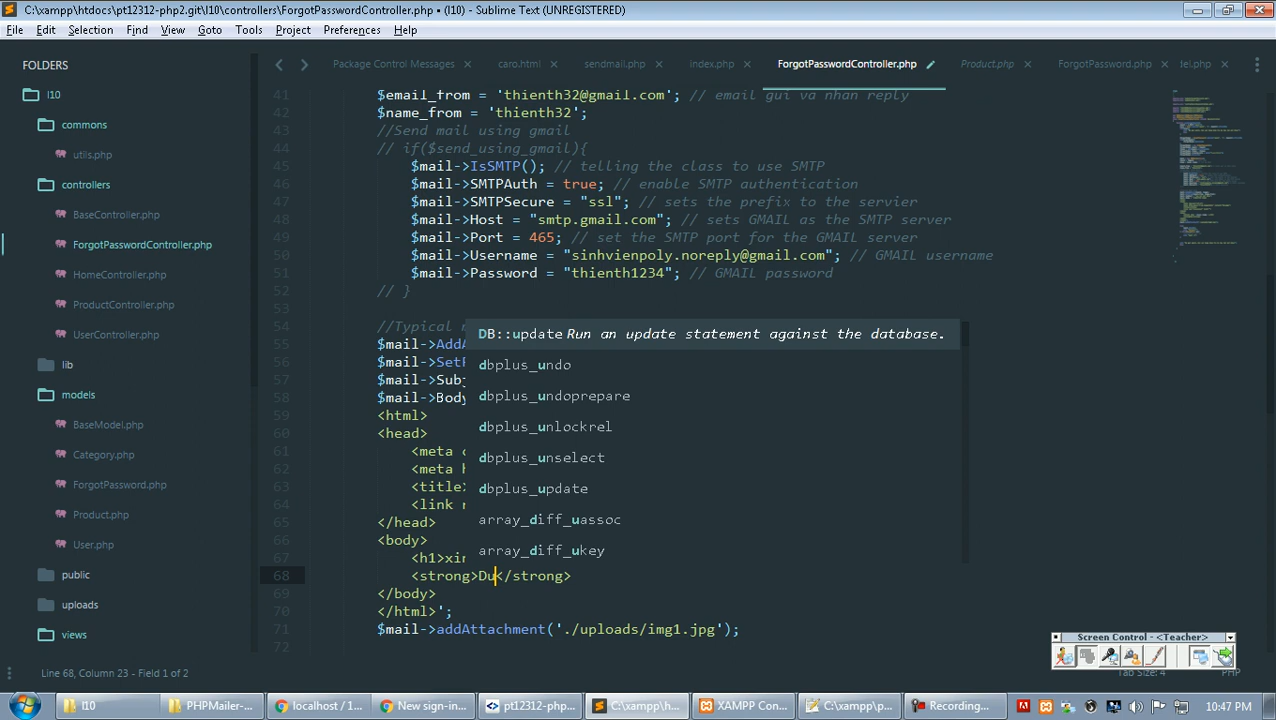 C:\xampp\htdocs\pt12312-php2.git\l10\controllers\ForgotPasswordController.php • (l10) - Sublime Text (UNREGISTERED)
File Edit Selection Find View Goto Tools Project Preferences Help
FOLDERS
l10
commons
utils.php
controllers
BaseController.php
ForgotPasswordController.php
HomeController.php
ProductController.php
UserController.php
lib
models
BaseModel.php
Category.php
ForgotPassword.php
Product.php
User.php
public
uploads
views
Package Control Messages × caro.html × sendmail.php × index.php × ForgotPasswordController.php Product.php × ForgotPassword.php × lel.php ×
41 $email_from = 'thienth32@gmail.com'; // email gui va nhan reply
42 $name_from = 'thienth32';
43 //Send mail using gmail
44 // if($send_using_gmail){
45 $mail->IsSMTP(); // telling the class to use SMTP
46 $mail->SMTPAuth = true; // enable SMTP authentication
47 $mail->SMTPSecure = "ssl"; // sets the prefix to the servier
48 $mail->Host = "smtp.gmail.com"; // sets GMAIL as the SMTP server
49 $mail->Port = 465; // set the SMTP port for the GMAIL server
50 $mail->Username = "sinhvienpoly.noreply@gmail.com"; // GMAIL username
51 $mail->Password = "thienth1234"; // GMAIL password
52 // }
53
54 //Typical
55 $mail->AddA
56 $mail->SetF
57 $mail->Subj
58 $mail->Body
59 <html>
60 <head>
61 <meta c
62 <meta h
63 <title>
64 <link r
65 </head>
66 <body>
67 <h1>xin
68 <strong>Du</strong>
69 </body>
70 </html>';
71 $mail->addAttachment('./uploads/img1.jpg');
72
DB::update Run an update statement against the database.
dbplus_undo
dbplus_undoprepare
dbplus_unlockrel
dbplus_unselect
dbplus_update
array_diff_uassoc
array_diff_ukey
Screen Control - <Teacher>
Line 68, Column 23 - Field 1 of 2
Tab Size: 4 PHP
l10 PHPMailer-... localhost / 1... New sign-in... pt12312-php... C:\xampp\h... XAMPP Con... C:\xampp\p... Recording... 10:47 PM